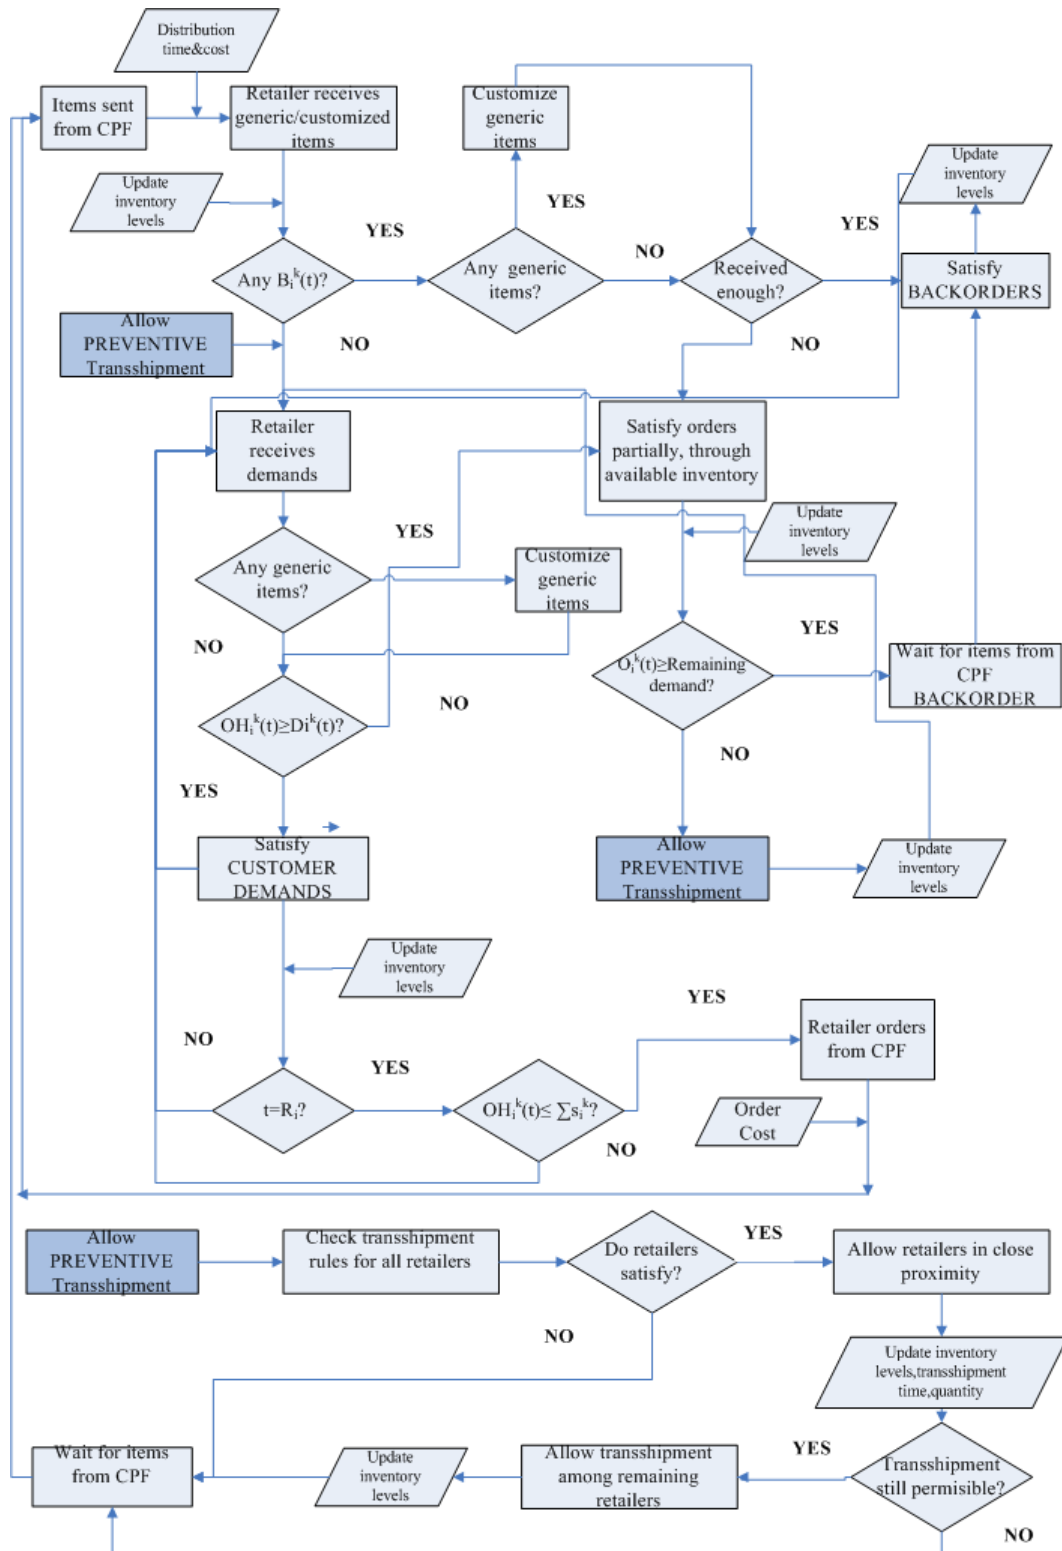 Distribution
time&cost
Items sent
from CPF
Retailer receives
generic/customized
items
Customize
generic
items
Update
inventory
levels
Update
inventory
levels
YES
YES
YES
Any B_i^k(t)?
Any generic
items?
NO
Received
enough?
Satisfy
BACKORDERS
Allow
PREVENTIVE
Transshipment
NO
NO
Retailer
receives
demands
Satisfy orders
partially, through
available inventory
YES
Update
inventory
levels
Any generic
items?
Customize
generic
items
NO
YES
O_i^k(t)≥Remaining
demand?
Wait for items from
CPF
BACKORDER
OH_i^k(t)≥Di^k(t)?
NO
NO
YES
Satisfy
CUSTOMER
DEMANDS
Allow
PREVENTIVE
Transshipment
Update
inventory
levels
Update
inventory
levels
YES
NO
Retailer orders
from CPF
YES
t=R_i?
OH_i^k(t)≤ ∑s_i^k?
Order
Cost
NO
Allow
PREVENTIVE
Transshipment
Check transshipment
rules for all retailers
Do retailers
satisfy?
YES
Allow retailers in close
proximity
NO
Update inventory
levels,transshipment
time,quantity
Wait for items
from CPF
Update
inventory
levels
Allow transshipment
among remaining
retailers
YES
Transshipment
still permisible?
NO